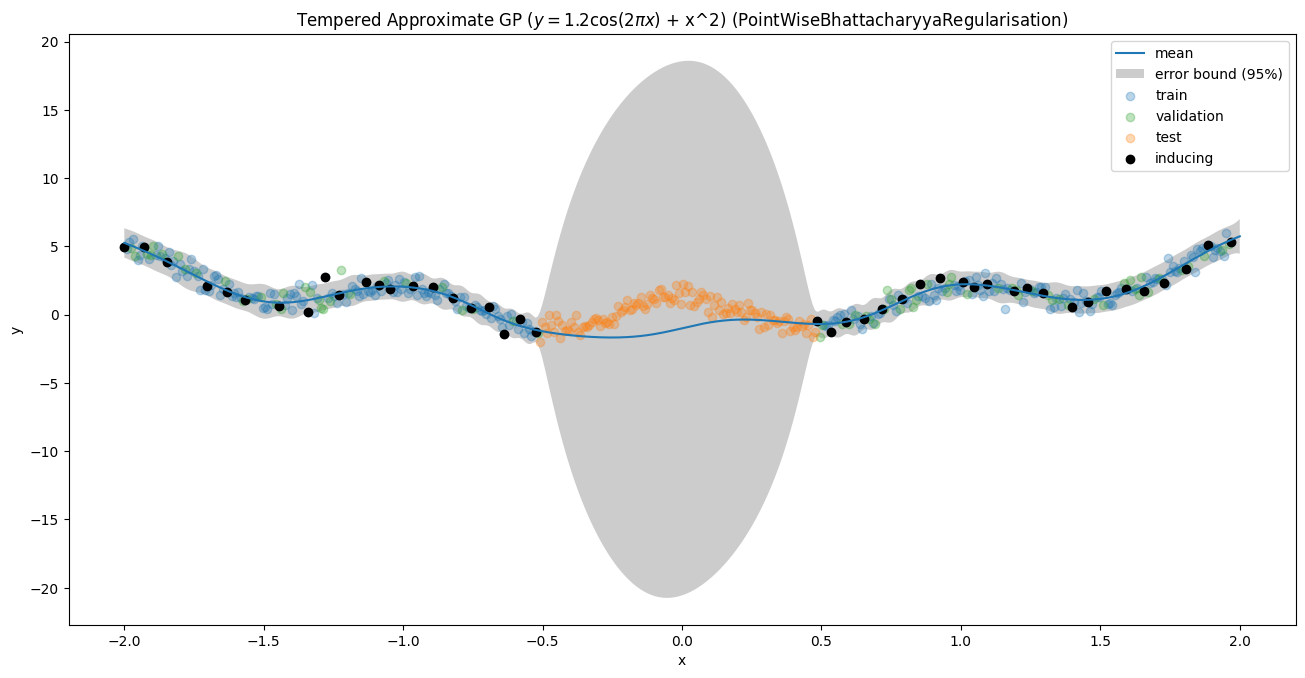 Tempered Approximate GP (y = 1.2cos(2πx) + x^2) (PointWiseBhattacharyyaRegularisation)
mean
error bound (95%)
train
validation
test
inducing
20
15
10
5
0
−5
−10
−15
−20
y
−2.0 −1.5 −1.0 −0.5 0.0 0.5 1.0 1.5 2.0
x